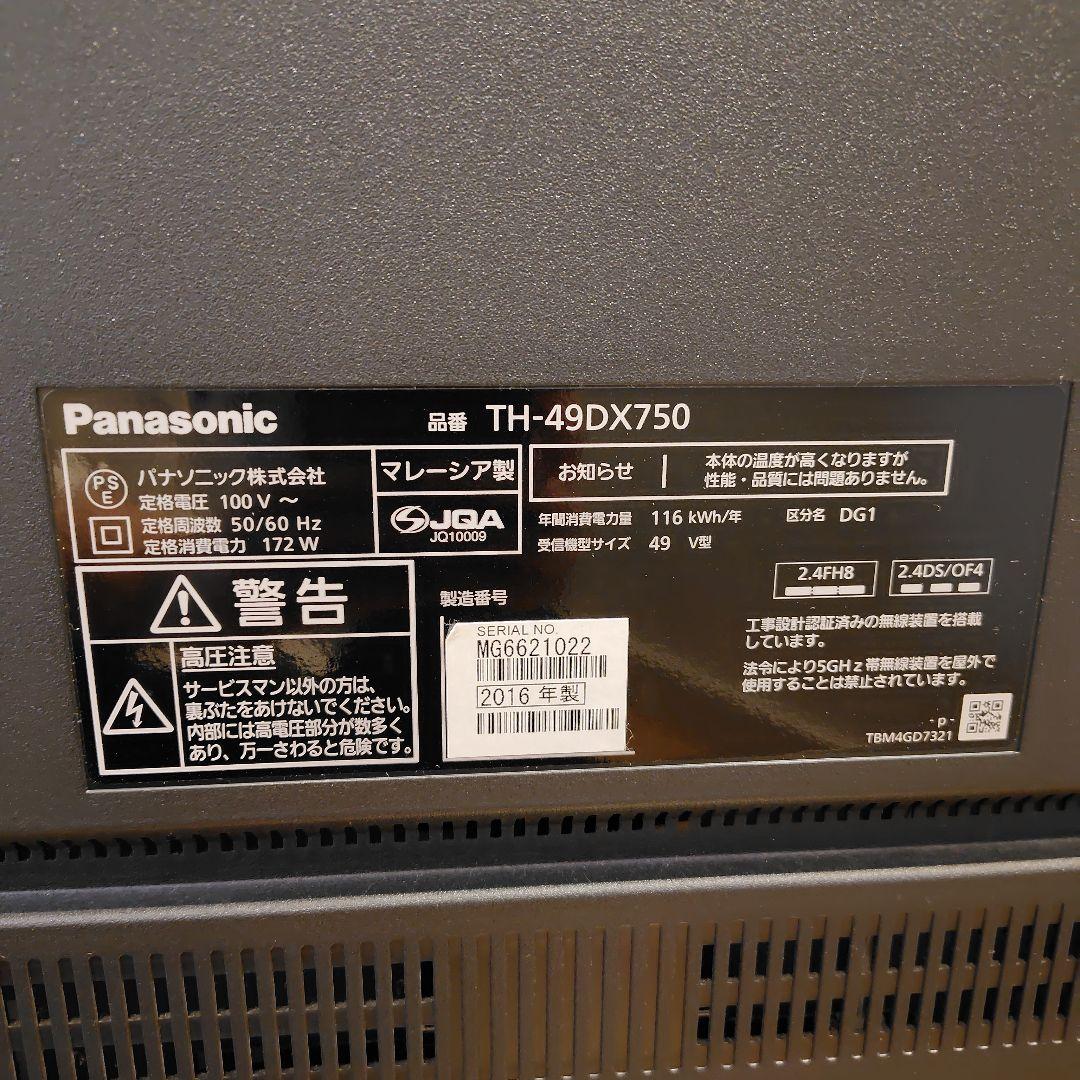 Panasonic
品番 TH-49DX750
PS
E
パナソニック株式会社
定格電圧 100 V ～
定格周波数 50/60 Hz
定格消費電力 172 W
マレーシア製
JQA
JQ10009
お知らせ
本体の温度が高くなりますが
性能・品質には問題ありません。
年間消費電力量 116 kWh/年 区分名 DG1
受信機型サイズ 49 V型
2.4FH8
2.4DS/OF4
警告
高圧注意
サービスマン以外の方は、
裏ぶたをあけないでください。
内部には高電圧部分が数多く
あり、万一さわると危険です。
製造番号
SERIAL NO.
MG6621022
2016 年製
工事設計認証済みの無線装置を搭載
しています。
法令により5GHz帯無線装置を屋外で
使用することは禁止されています。
- p -
TBM4GD7321